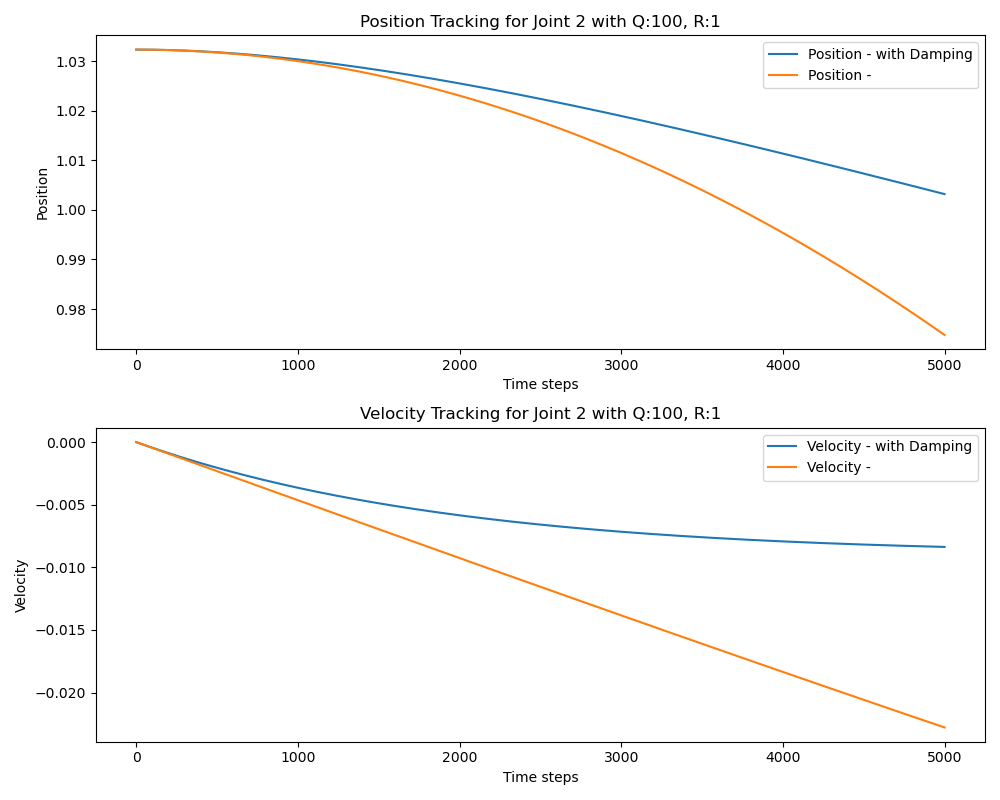 Position Tracking for Joint 2 with Q:100, R:1
Position - with Damping
Position -
1.03
1.02
1.01
1.00
0.99
0.98
Position
0
1000
2000
3000
4000
5000
Time steps
Velocity Tracking for Joint 2 with Q:100, R:1
Velocity - with Damping
Velocity -
0.000
−0.005
−0.010
−0.015
−0.020
Velocity
0
1000
2000
3000
4000
5000
Time steps